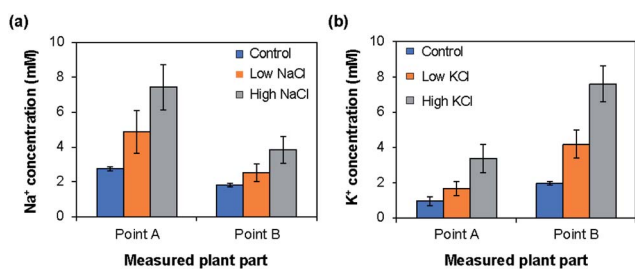 (a)
Na⁺ concentration (mM)
10
8
6
4
2
0
Control
Low NaCl
High NaCl
Point A
Point B
Measured plant part
(b)
K⁺ concentration (mM)
10
8
6
4
2
0
Control
Low KCl
High KCl
Point A
Point B
Measured plant part